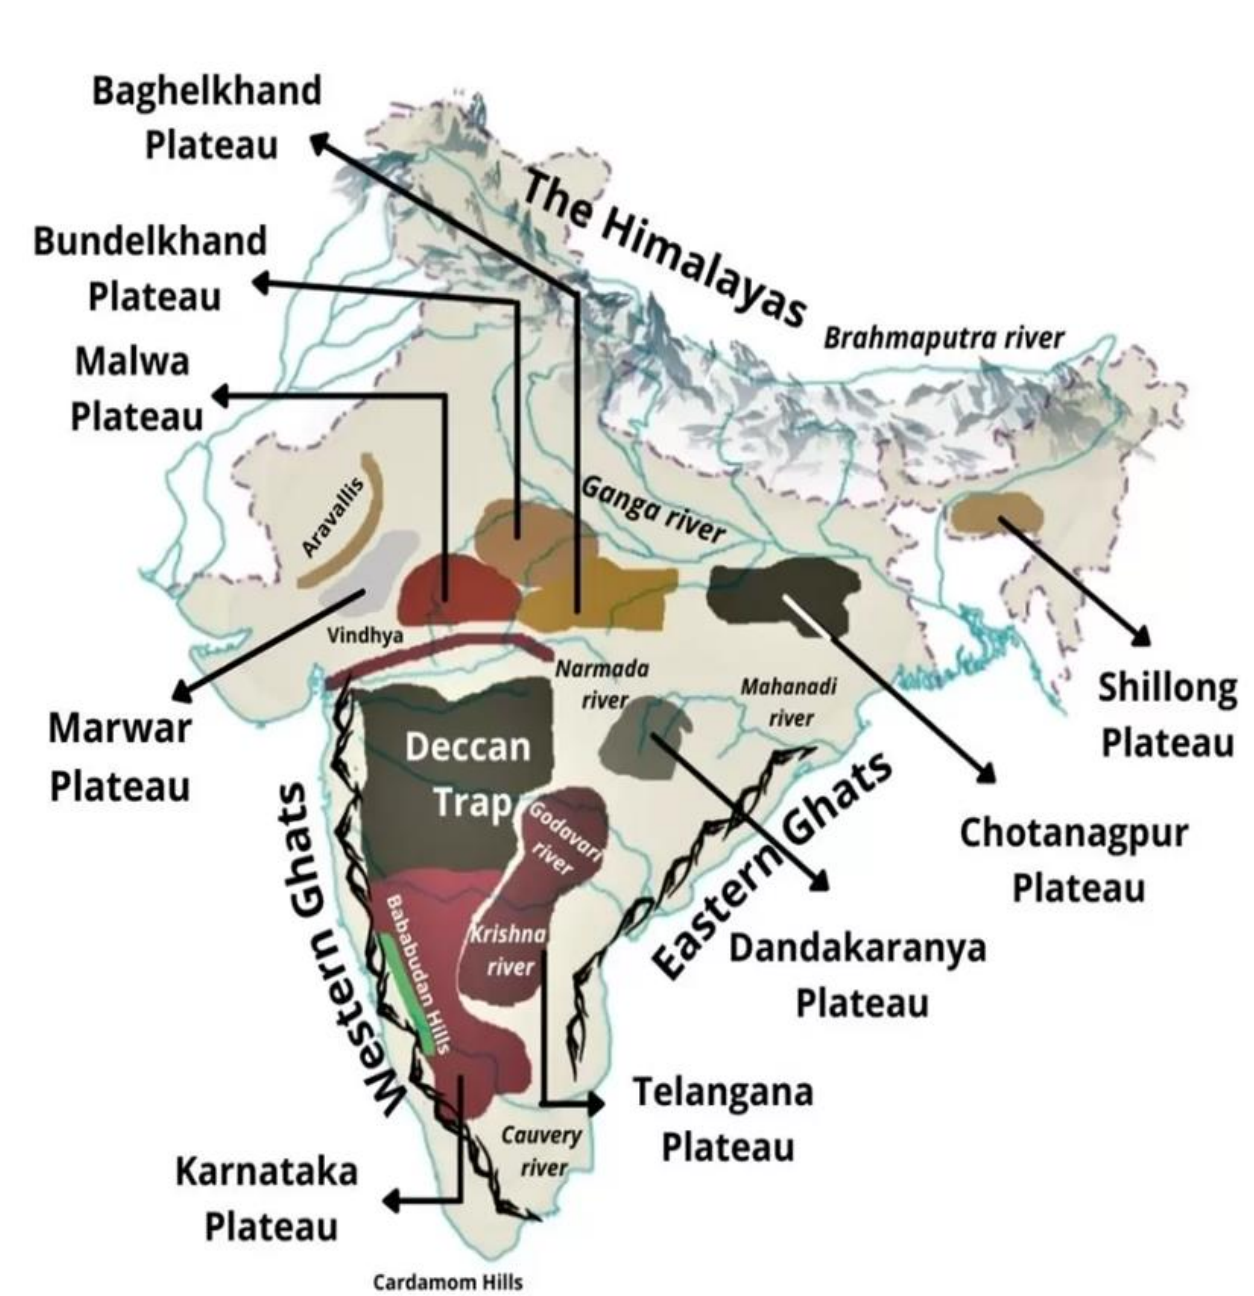 Baghelkhand
Plateau
The Himalayas
Bundelkhand
Plateau
Brahmaputra river
Malwa
Plateau
Aravallis
Ganga river
Vindhya
Narmada
river
Mahanadi
river
Shillong
Plateau
Marwar
Plateau
Deccan
Trap
Godavari
river
Western Ghats
Eastern Ghats
Chotanagpur
Plateau
Bababudan Hills
Krishna
river
Dandakaranya
Plateau
Telangana
Plateau
Cauvery
river
Karnataka
Plateau
Cardamom Hills